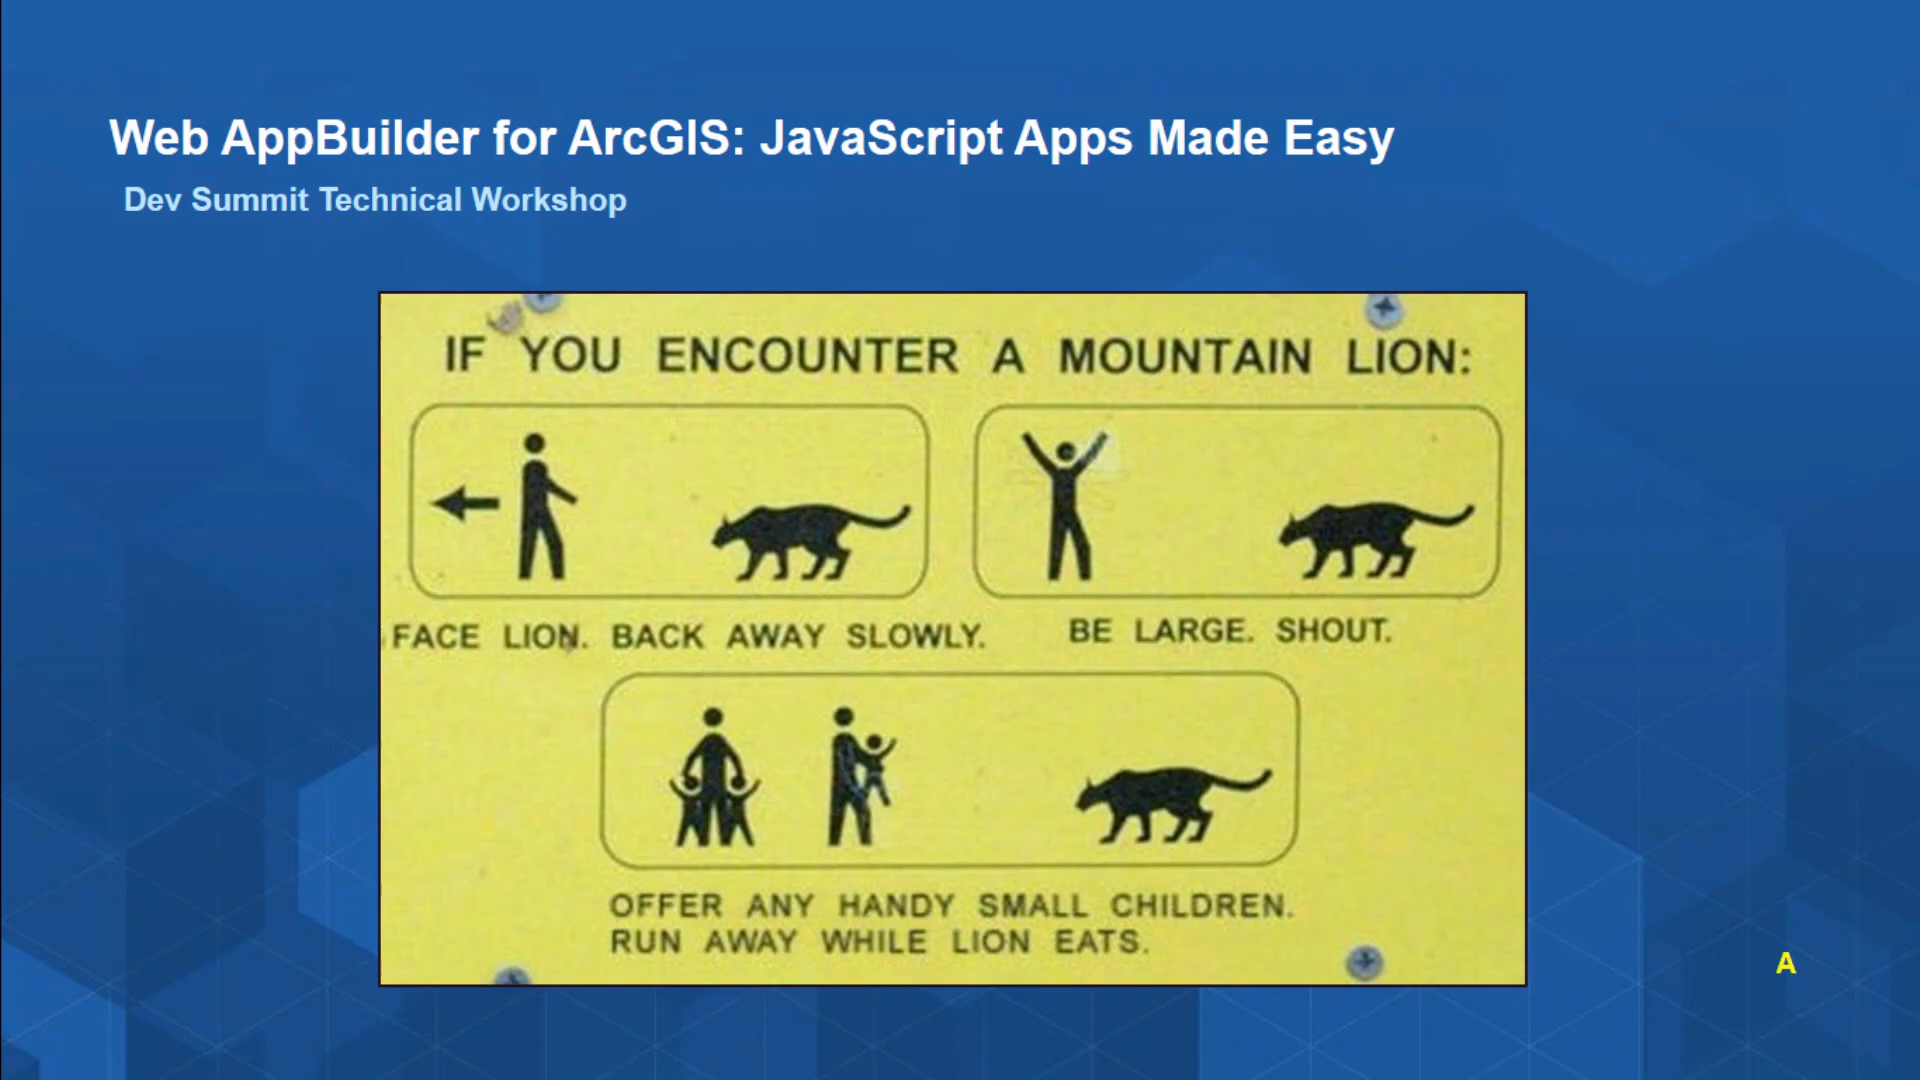 Web AppBuilder for ArcGIS: JavaScript Apps Made Easy
Dev Summit Technical Workshop
IF YOU ENCOUNTER A MOUNTAIN LION:
FACE LION. BACK AWAY SLOWLY.
BE LARGE. SHOUT.
OFFER ANY HANDY SMALL CHILDREN.
RUN AWAY WHILE LION EATS.
A